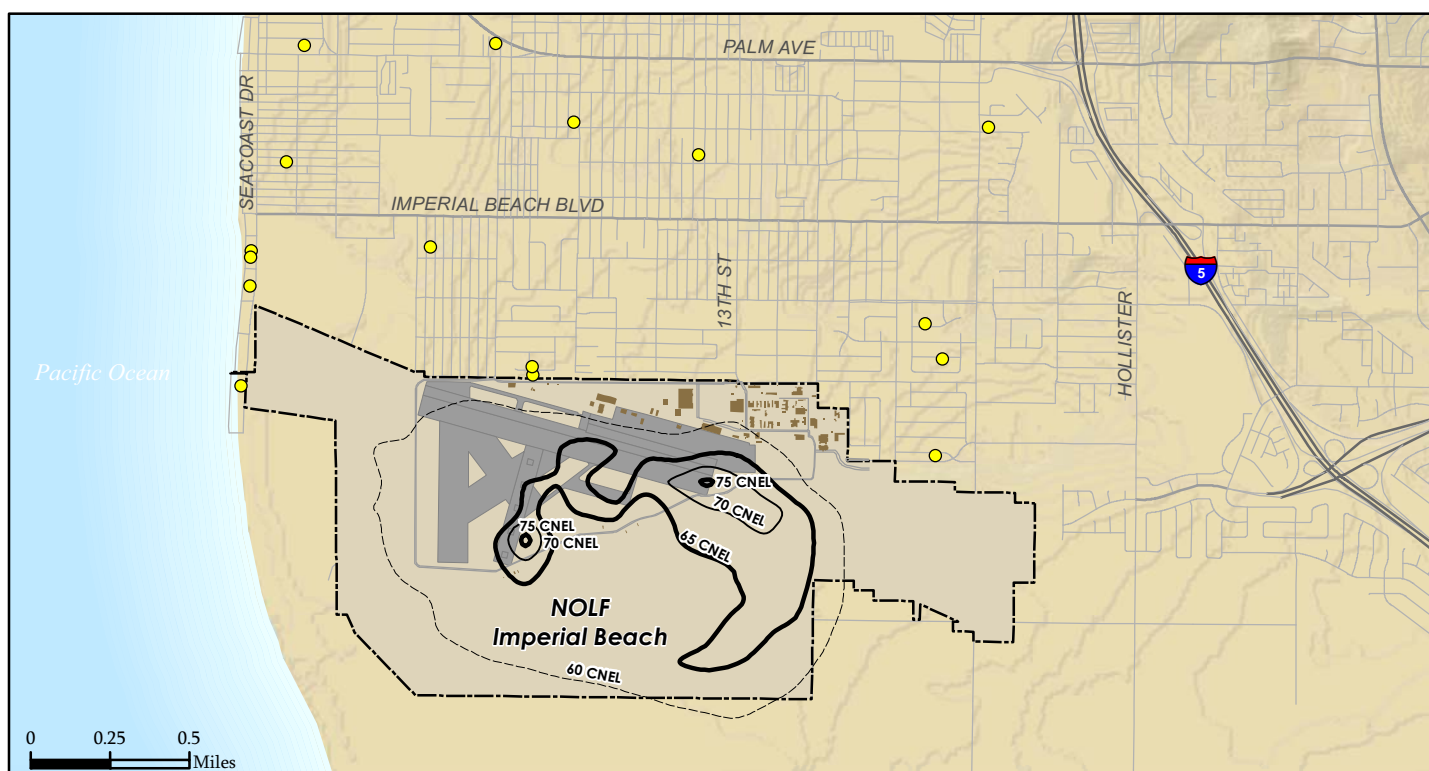 PALM AVE
SEACOAST DR
IMPERIAL BEACH BLVD
13TH ST
5
HOLLISTER
Pacific Ocean
75 CNEL
70 CNEL
75 CNEL
70 CNEL
65 CNEL
NOLF
Imperial Beach
60 CNEL
0 0.25 0.5
Miles